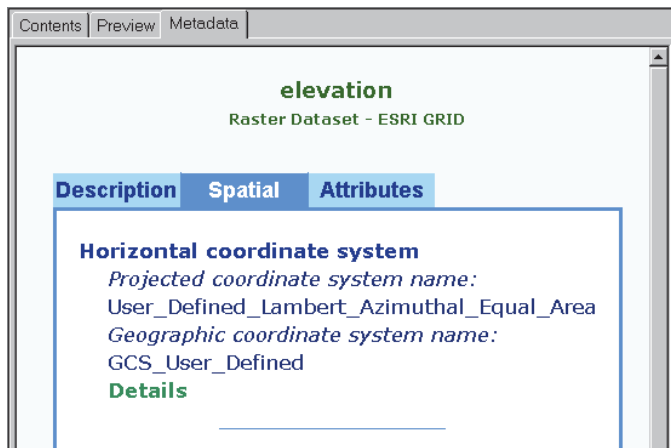 Contents Preview Metadata
elevation
Raster Dataset - ESRI GRID
Description Spatial Attributes
Horizontal coordinate system
Projected coordinate system name:
User_Defined_Lambert_Azimuthal_Equal_Area
Geographic coordinate system name:
GCS_User_Defined
Details